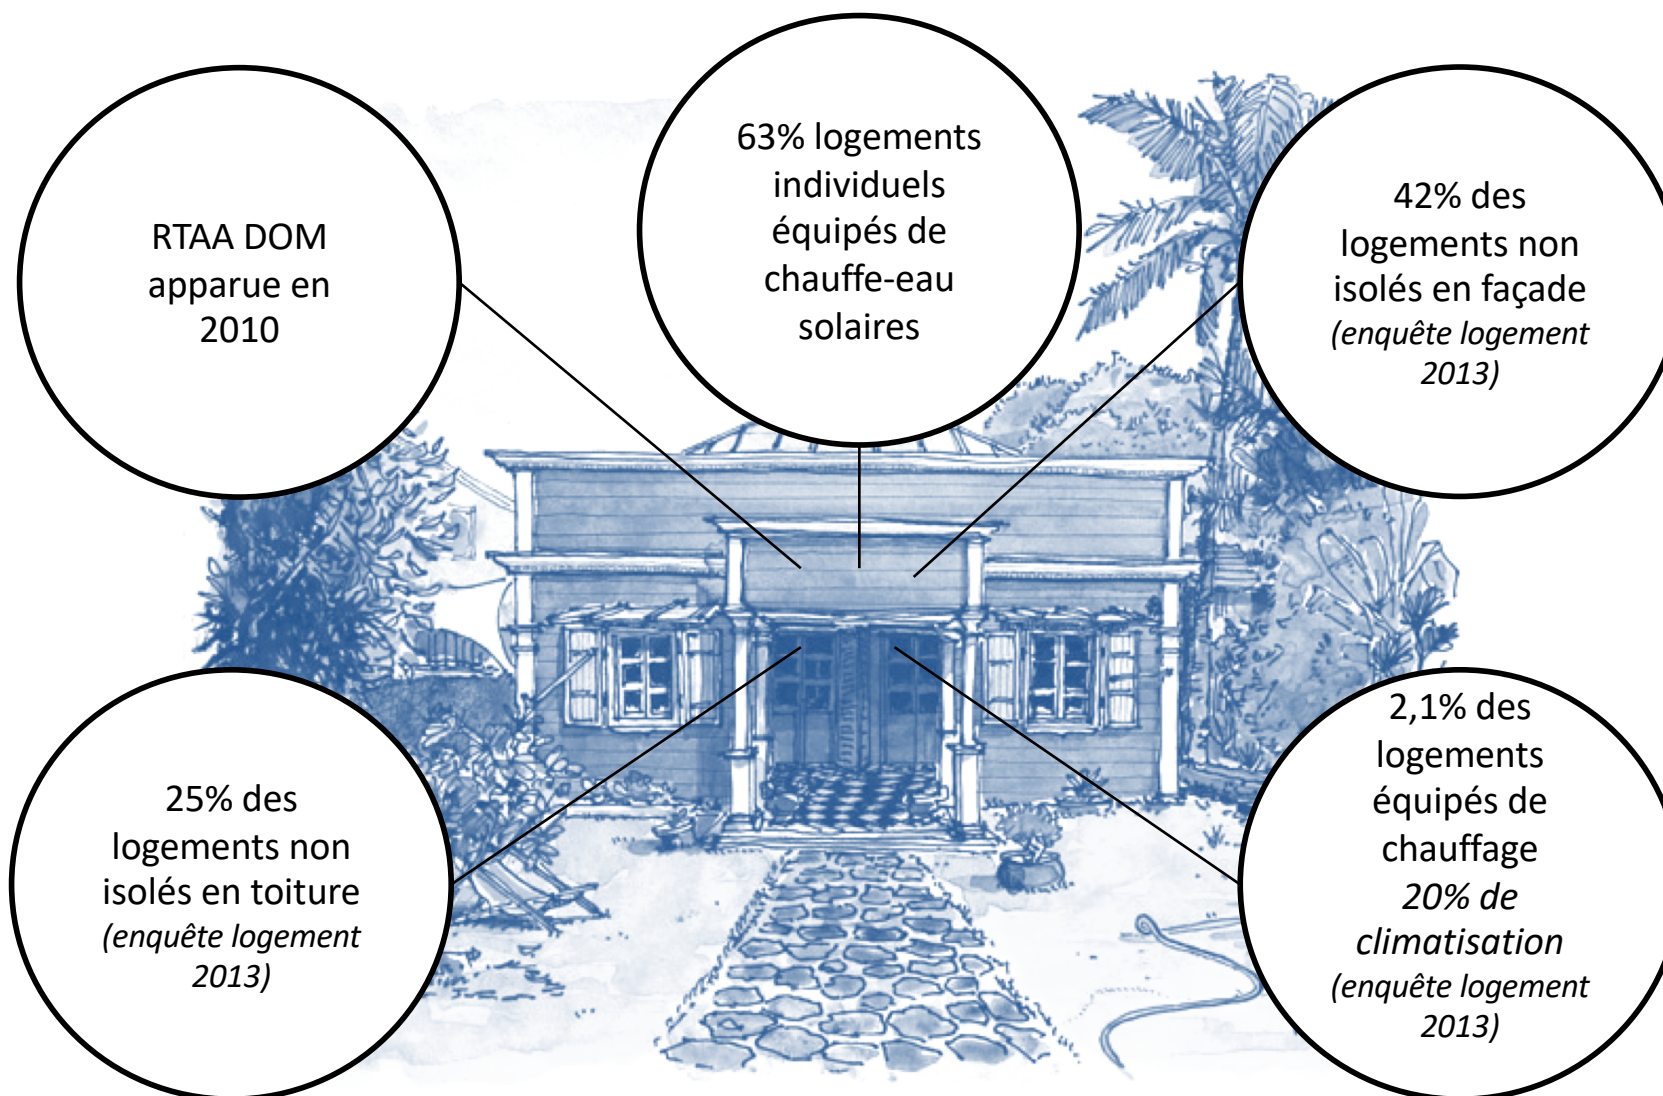 RTAA DOM
apparue en
2010
63% logements
individuels
équipés de
chauffe-eau
solaires
42% des
logements non
isolés en façade
(enquête logement
2013)
25% des
logements non
isolés en toiture
(enquête logement
2013)
2,1% des
logements
équipés de
chauffage
20% de
climatisation
(enquête logement
2013)